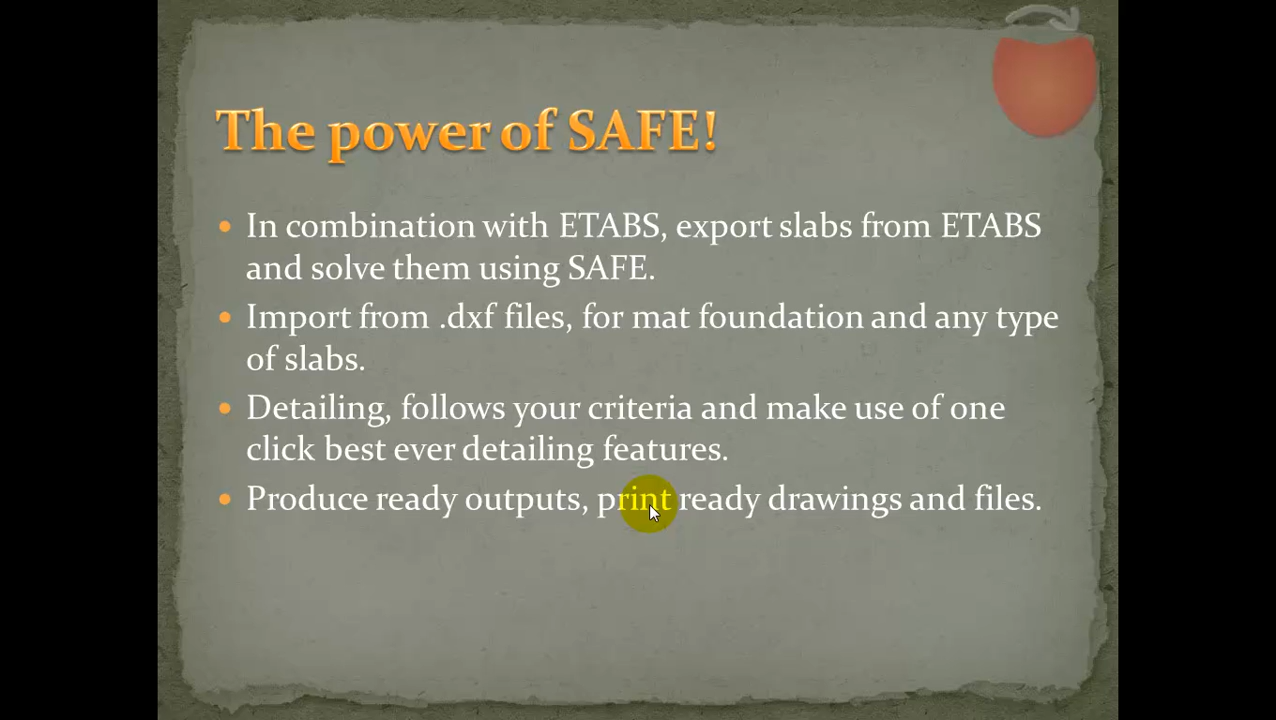 The power of SAFE!
• In combination with ETABS, export slabs from ETABS
and solve them using SAFE.
• Import from .dxf files, for mat foundation and any type
of slabs.
• Detailing, follows your criteria and make use of one
click best ever detailing features.
• Produce ready outputs, print ready drawings and files.